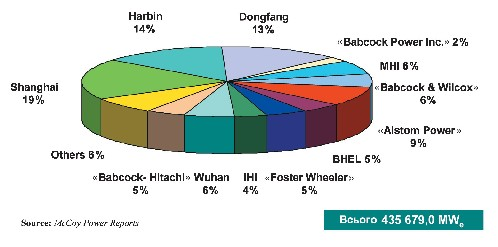 Harbin
14%
Dongfang
13%
«Babcock Power Inc.» 2%
MHI 6%
«Babcock & Wilcox»
6%
«Alstom Power»
9%
BHEL 5%
«Foster Wheeler»
5%
IHI
4%
Wuhan
6%
«Babcock- Hitachi»
5%
Others 6%
Shanghai
19%
Source: McCoy Power Reports
Всього 435 679,0 MWe